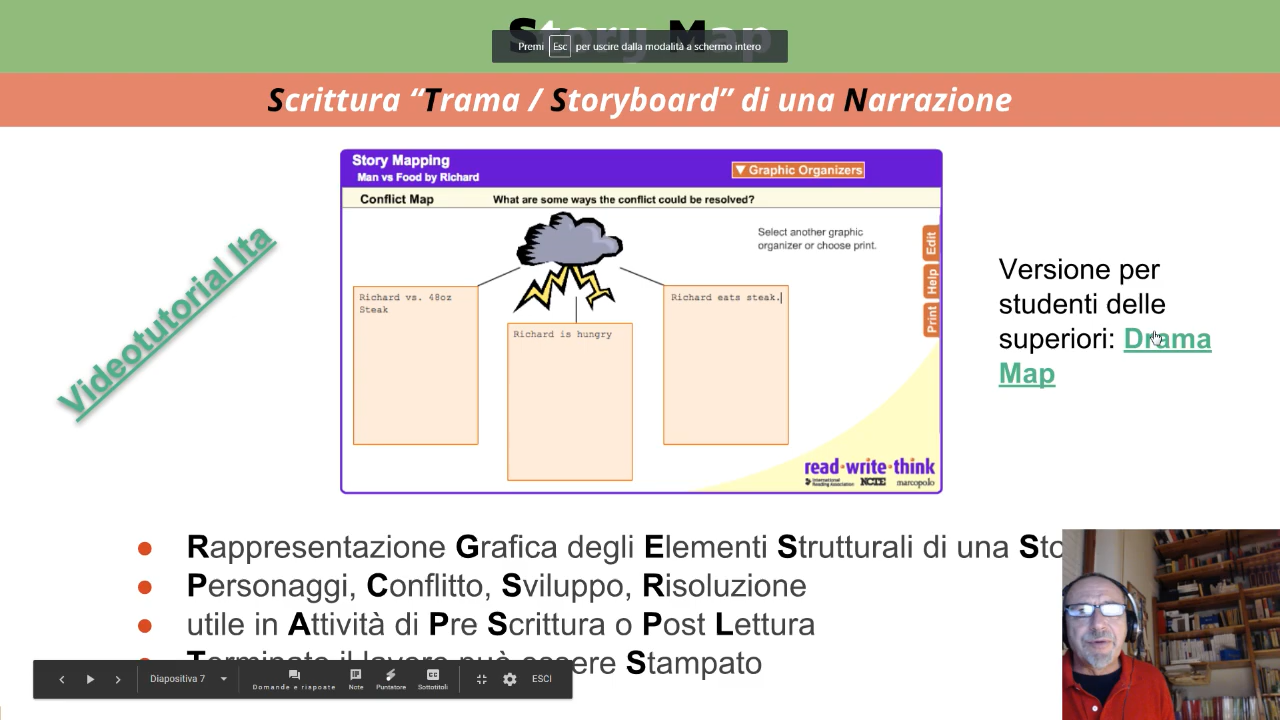 Story Map
Premi Esc per uscire dalla modalità a schermo intero
Scrittura “Trama / Storyboard” di una Narrazione
Story Mapping
Man vs Food by Richard
▼ Graphic Organizers
Conflict Map
What are some ways the conflict could be resolved?
Select another graphic
organizer or choose print.
Edit
Help
Print
Richard vs. 48oz
Steak
Richard is hungry
Richard eats steak.
read·write·think
International
Reading Association
NCTE
marcopolo
Videotutorial Ita
Versione per
studenti delle
superiori: Drama
Map
● Rappresentazione Grafica degli Elementi Strutturali di una Sto
● Personaggi, Conflitto, Sviluppo, Risoluzione
● utile in Attività di Pre Scrittura o Post Lettura
● Terminato il lavoro può essere Stampato
Diapositiva 7
Domande e risposte
Note
Puntatore
Sottotitoli
ESCI